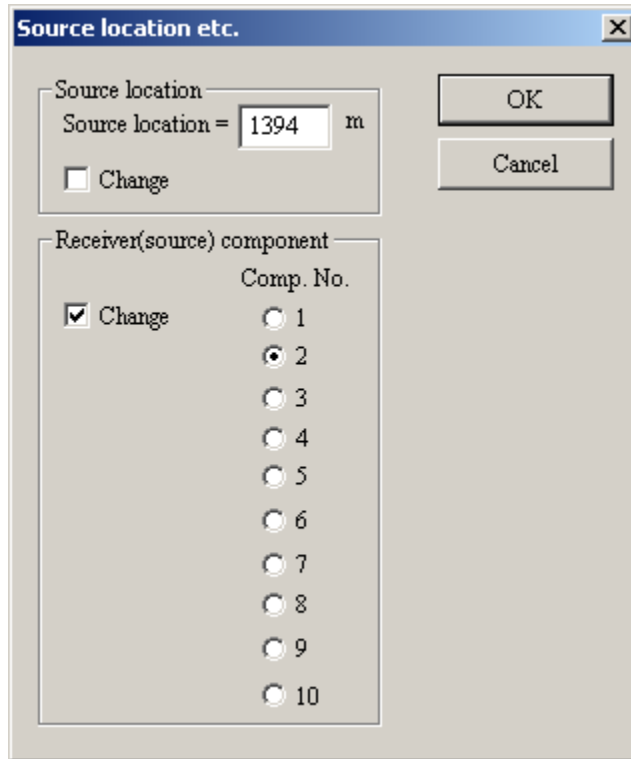 Source location etc.
Source location
Source location = 1394 m
Change
OK
Cancel
Receiver(source) component
Comp. No.
Change
1
2
3
4
5
6
7
8
9
10